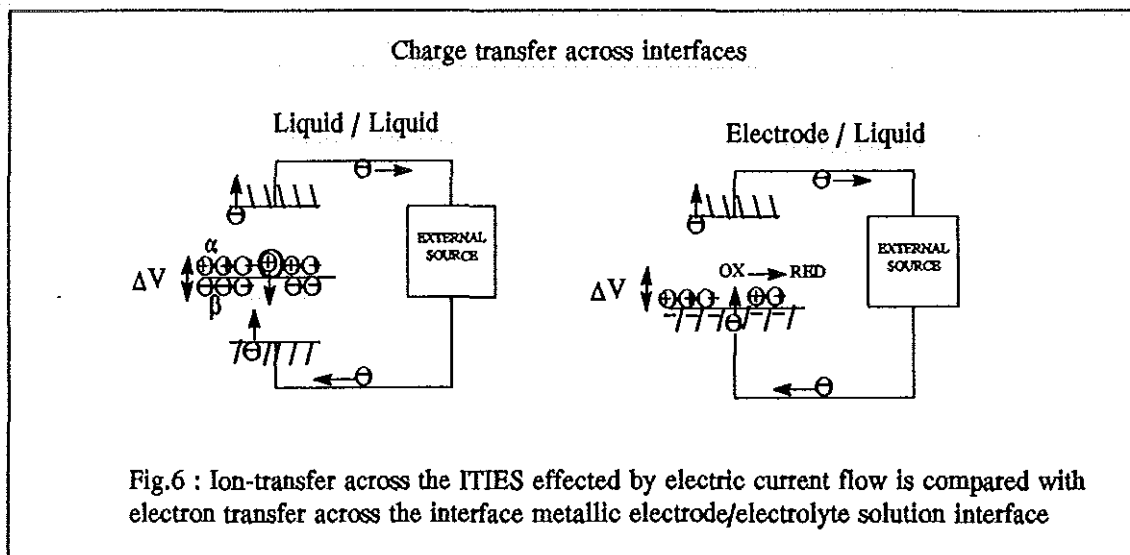 Charge transfer across interfaces
Liquid / Liquid
Electrode / Liquid
⊖ →
⊖ →
⊖
⊖
EXTERNAL
SOURCE
EXTERNAL
SOURCE
α
⊕⊕⊕ ⊕ ⊕⊕
ΔV
⊖⊖⊖ ⊖⊖
β
OX → RED
ΔV
⊕⊕⊕ ⊕⊕
⊖
⊖
← ⊖
← ⊖
Fig.6 : Ion-transfer across the ITIES effected by electric current flow is compared with
electron transfer across the interface metallic electrode/electrolyte solution interface